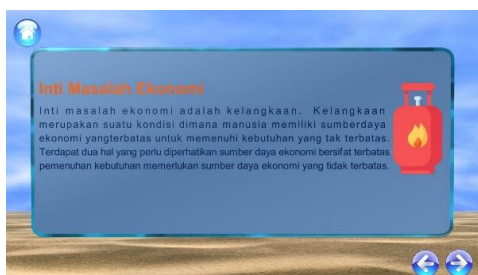 Inti Masalah Ekonomi
Inti masalah ekonomi adalah kelangkaan. Kelangkaan
merupakan suatu kondisi dimana manusia memiliki sumberdaya
ekonomi yangterbatas untuk memenuhi kebutuhan yang tak terbatas.
Terdapat dua hal yang perlu diperhatikan sumber daya ekonomi bersifat terbatas
pemenuhan kebutuhan memerlukan sumber daya ekonomi yang tidak terbatas.